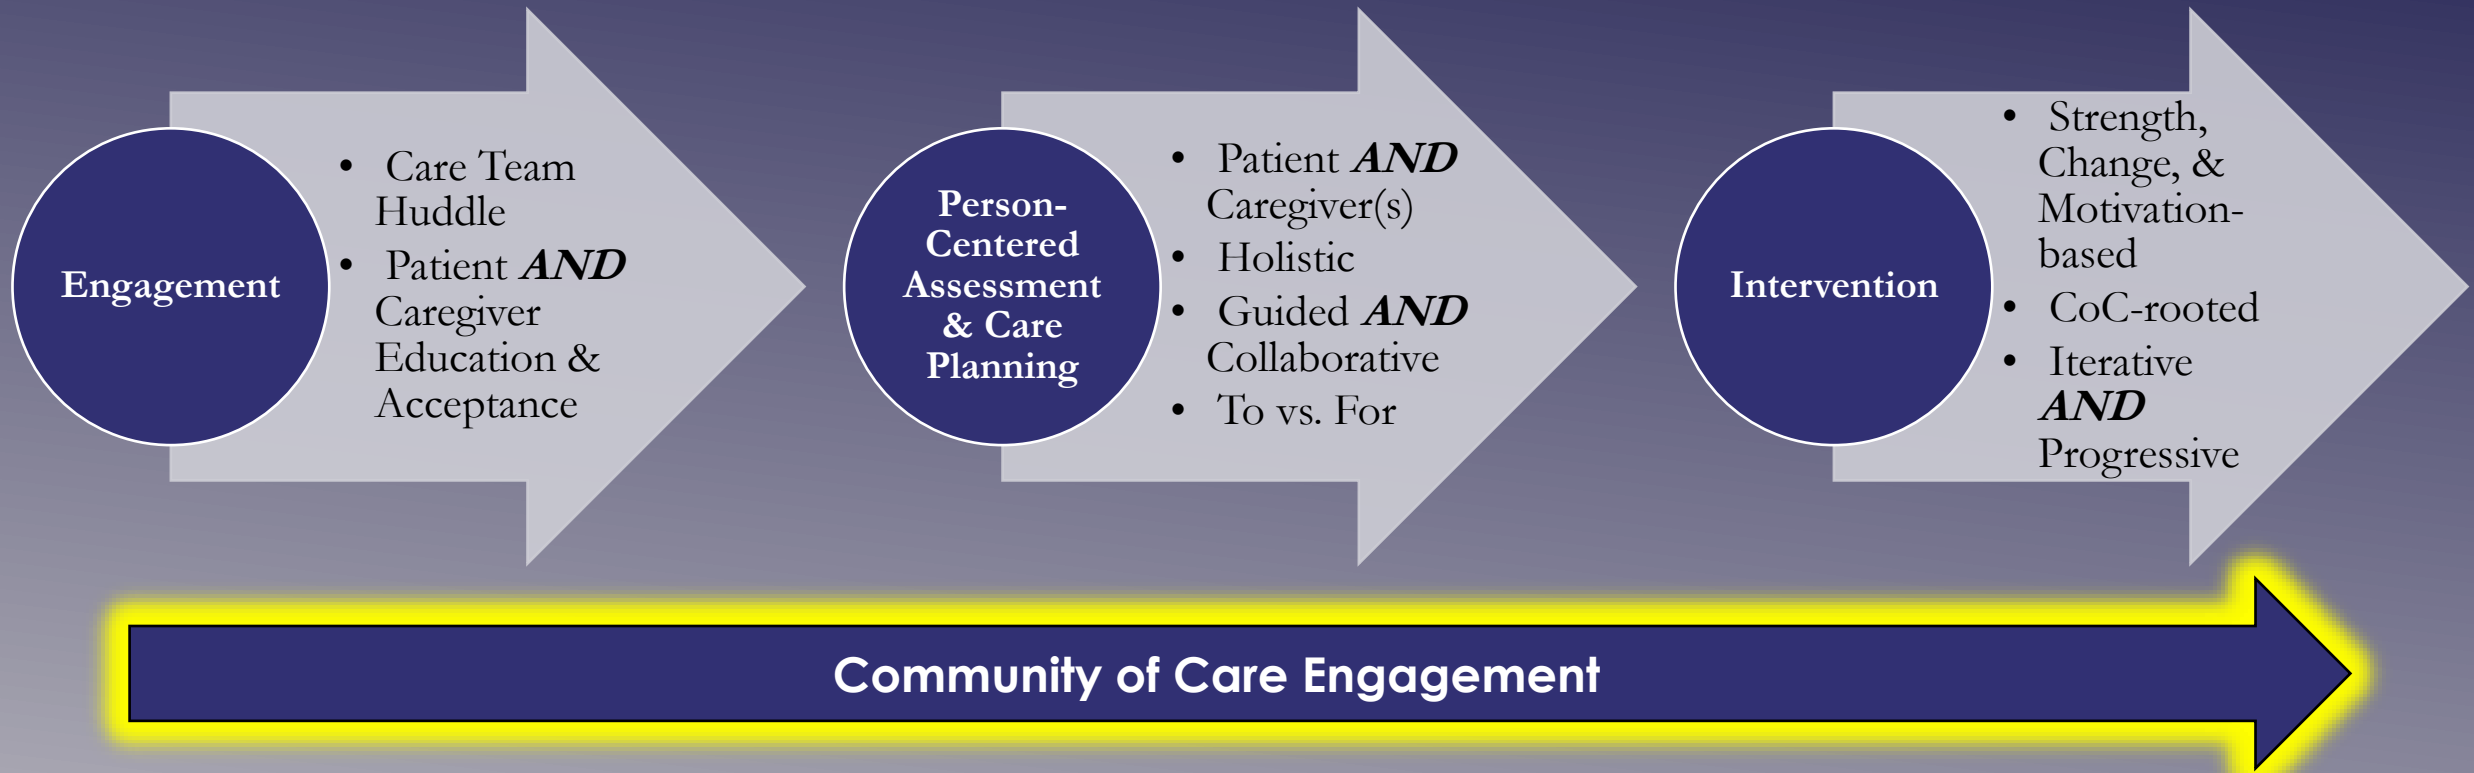 Engagement
• Care Team
Huddle
• Patient AND
Caregiver
Education &
Acceptance
Person-
Centered
Assessment
& Care
Planning
• Patient AND
Caregiver(s)
• Holistic
• Guided AND
Collaborative
• To vs. For
Intervention
• Strength,
Change, &
Motivation-
based
• CoC-rooted
• Iterative
AND
Progressive
Community of Care Engagement